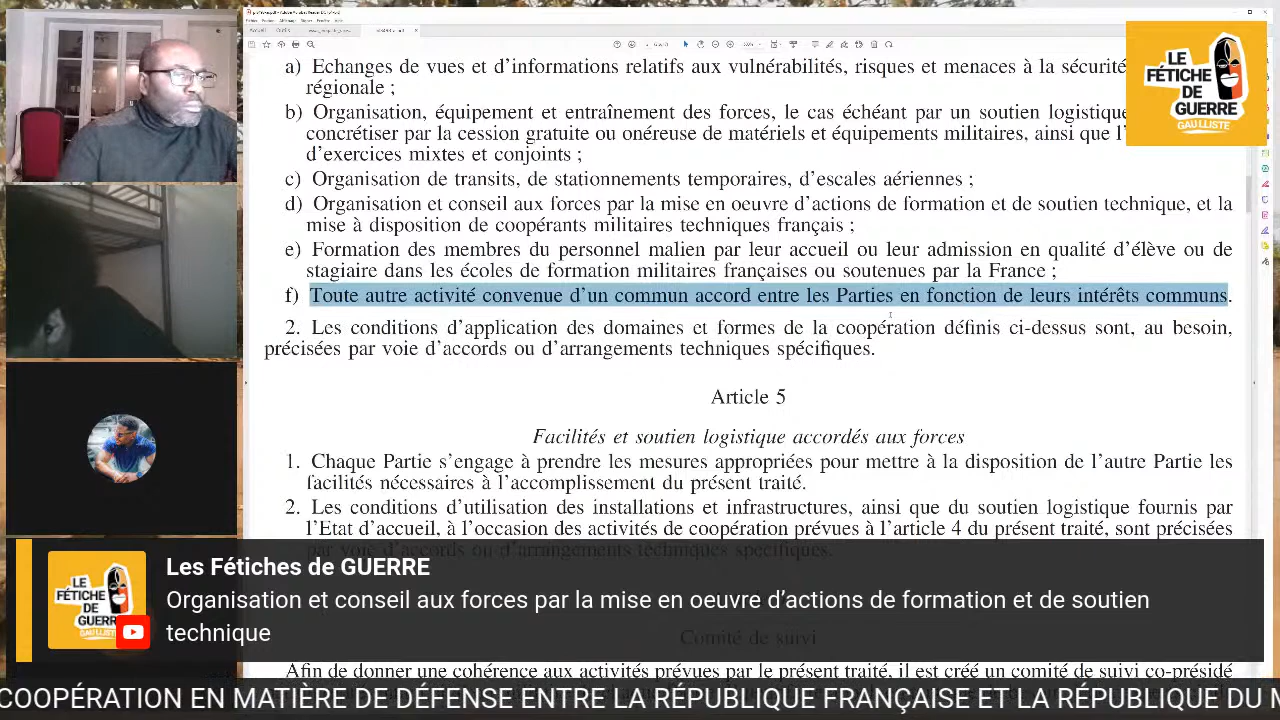 a) Echanges de vues et d'informations relatifs aux vulnérabilités, risques et menaces à la sécurité
régionale ;
b) Organisation, équipement et entraînement des forces, le cas échéant par un soutien logistique
concrétiser par la cession gratuite ou onéreuse de matériels et équipements militaires, ainsi que l'
d'exercices mixtes et conjoints ;
c) Organisation de transits, de stationnements temporaires, d'escales aériennes ;
d) Organisation et conseil aux forces par la mise en oeuvre d'actions de formation et de soutien technique, et la
mise à disposition de coopérants militaires techniques français ;
e) Formation des membres du personnel malien par leur accueil ou leur admission en qualité d'élève ou de
stagiaire dans les écoles de formation militaires françaises ou soutenues par la France ;
f) Toute autre activité convenue d'un commun accord entre les Parties en fonction de leurs intérêts communs.
2. Les conditions d'application des domaines et formes de la coopération définis ci-dessus sont, au besoin,
précisées par voie d'accords ou d'arrangements techniques spécifiques.
Article 5
Facilités et soutien logistique accordés aux forces
1. Chaque Partie s'engage à prendre les mesures appropriées pour mettre à la disposition de l'autre Partie les
facilités nécessaires à l'accomplissement du présent traité.
2. Les conditions d'utilisation des installations et infrastructures, ainsi que du soutien logistique fournis par
l'Etat d'accueil, à l'occasion des activités de coopération prévues à l'article 4 du présent traité, sont précisées
par voie d'accords ou d'arrangements techniques spécifiques.
Comité de suivi
Afin de donner une cohérence aux activités prévues par le présent traité, il est créé un comité de suivi co-présidé
LE
FÉTICHE
DE
GUERRE
GAULLISTE
LE
FÉTICHE
DE
GUERRE
Les Fétiches de GUERRE
Organisation et conseil aux forces par la mise en oeuvre d'actions de formation et de soutien
technique
COOPÉRATION EN MATIÈRE DE DÉFENSE ENTRE LA RÉPUBLIQUE FRANÇAISE ET LA RÉPUBLIQUE DU